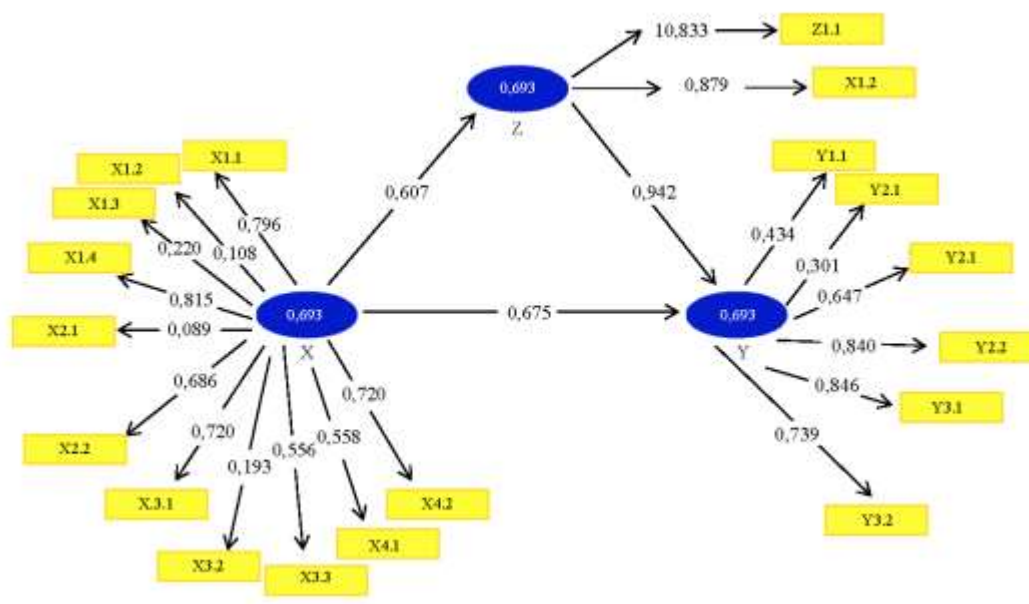 10,833
Z1.1
0,693
0,879
X1.2
Z
X1.1
X1.2
X1.3
0,607
0,942
Y1.1
Y2.1
0,796
0,108
0,220
0,434
X1.4
0,815
0,301
Y2.1
0,647
0,693
0,675
0,693
X2.1
0,089
X
Y
0,840
Y2.2
0,686
0,720
0,846
Y3.1
0,720
0,558
0,739
X2.2
0,556
0,193
X.3.1
X4.2
Y3.2
X4.1
X3.2
X3.3